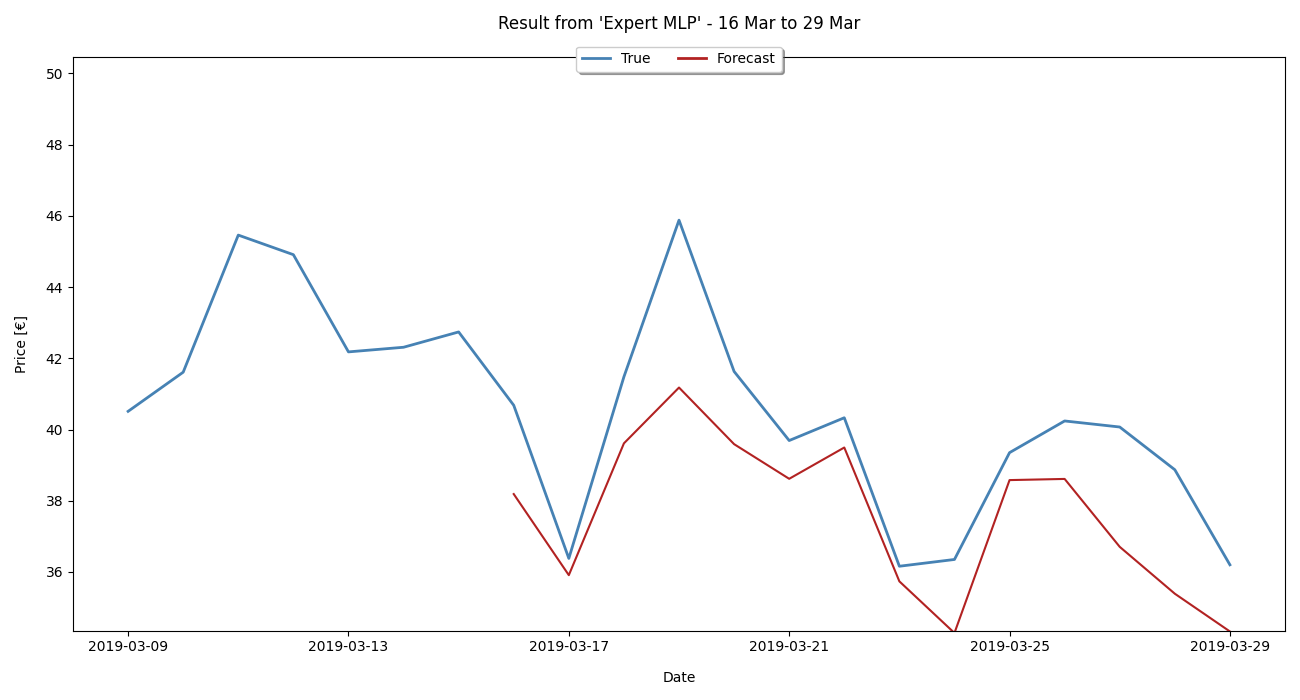 Result from 'Expert MLP' - 16 Mar to 29 Mar
True Forecast
50
48
46
44
42
40
38
36
Price [€]
2019-03-09 2019-03-13 2019-03-17 2019-03-21 2019-03-25 2019-03-29
Date